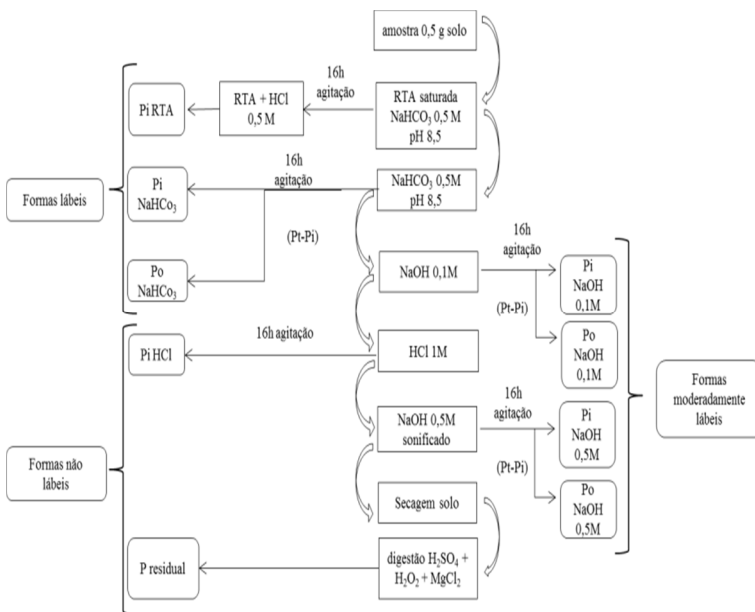 amostra 0,5 g solo
Formas lábeis
Pi RTA
RTA + HCl
0,5 M
16h
agitação
RTA saturada
NaHCO₃ 0,5 M
pH 8,5
Pi
NaHCo₃
16h
agitação
NaHCO₃ 0,5M
pH 8,5
(Pt-Pi)
Po
NaHCo₃
NaOH 0,1M
16h
agitação
(Pt-Pi)
Pi
NaOH
0,1M
Po
NaOH
0,1M
Formas
moderadamente
lábeis
Formas não
lábeis
Pi HCl
16h agitação
HCl 1M
NaOH 0,5M
sonificado
16h
agitação
(Pt-Pi)
Pi
NaOH
0,5M
Po
NaOH
0,5M
Secagem solo
P residual
digestão H₂SO₄ +
H₂O₂ + MgCl₂